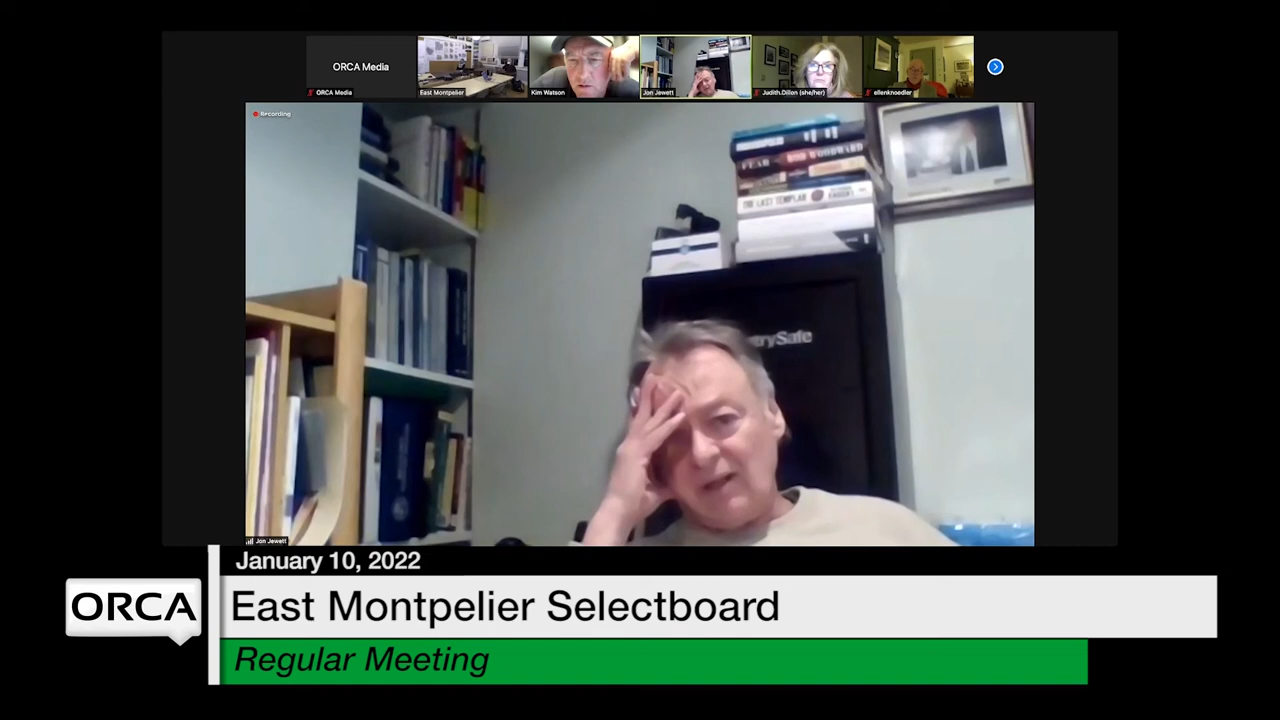 ORCA Media
ORCA Media
East Montpelier
Kim Watson
Jon Jewett
Judith.Dillon (she/her)
ellenknoedler
Recording
FEAR BOB WOODWARD
THE LAST TEMPLAR
trySafe
Jon Jewett
January 10, 2022
ORCA
East Montpelier Selectboard
Regular Meeting